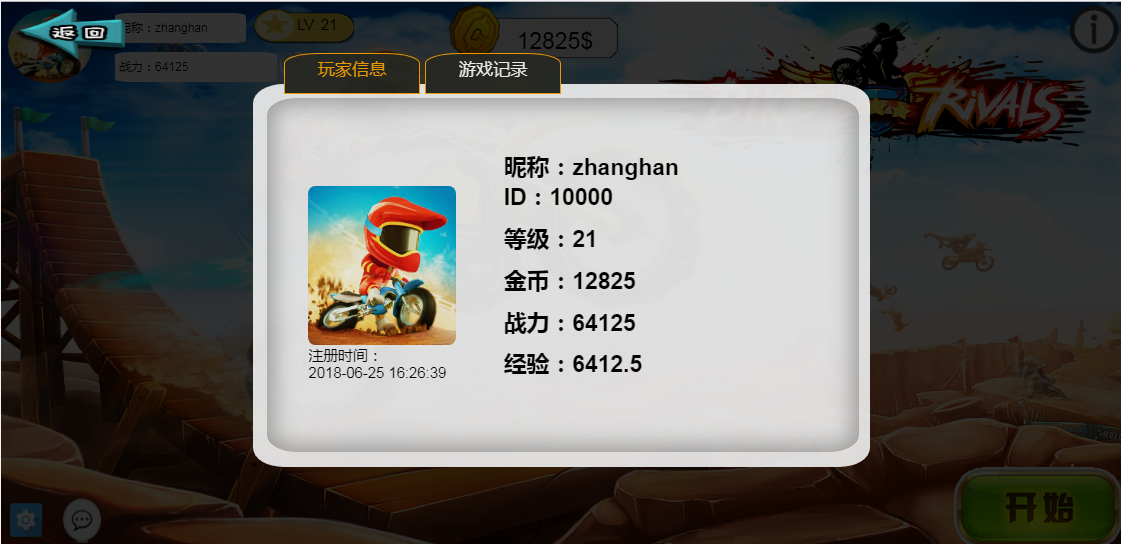 返回
昵称：zhanghan
LV. 21
12825$
战力：64125
玩家信息
游戏记录
BIKE
RIVALS
昵称：zhanghan
ID：10000
等级：21
金币：12825
战力：64125
经验：6412.5
注册时间：
2018-06-25 16:26:39
开始